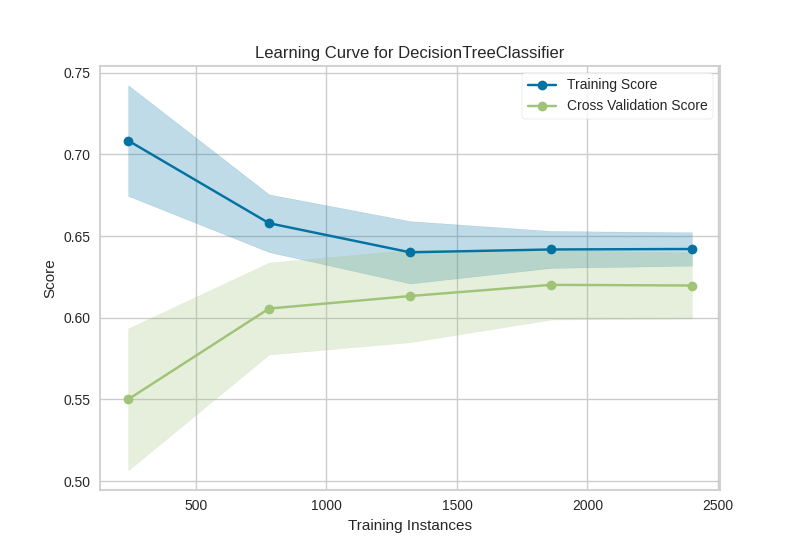 Learning Curve for DecisionTreeClassifier
0.75
0.70
0.65
0.60
0.55
0.50
Score
Training Score
Cross Validation Score
500
1000
1500
2000
2500
Training Instances